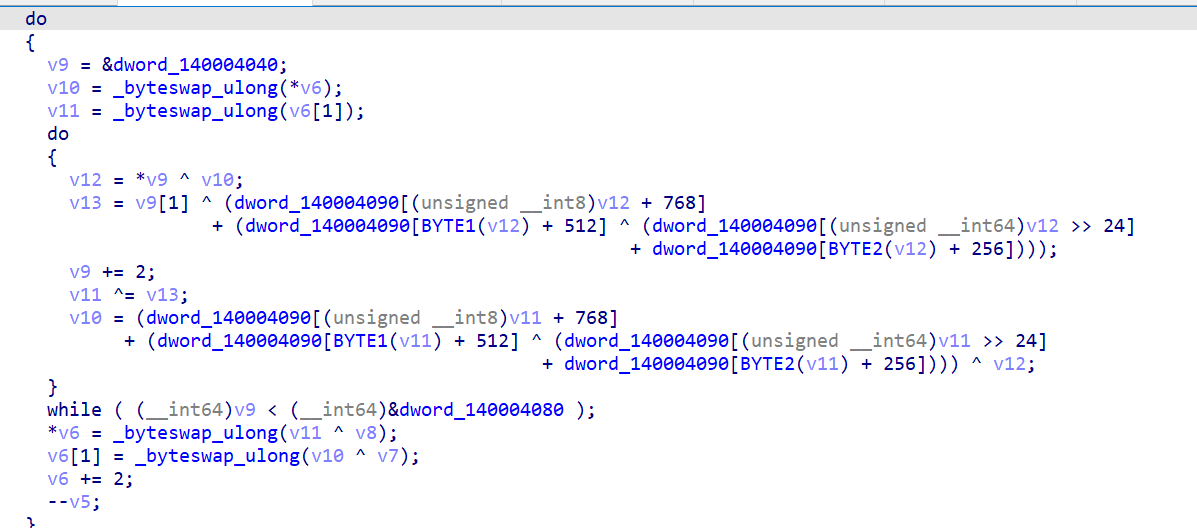 do
{
v9 = &dword_140004040;
v10 = _byteswap_ulong(*v6);
v11 = _byteswap_ulong(v6[1]);
do
{
v12 = *v9 ^ v10;
v13 = v9[1] ^ (dword_140004090[(unsigned __int8)v12 + 768]
+ (dword_140004090[BYTE1(v12) + 512] ^ (dword_140004090[(unsigned __int64)v12 >> 24]
+ dword_140004090[BYTE2(v12) + 256])));
v9 += 2;
v11 ^= v13;
v10 = (dword_140004090[(unsigned __int8)v11 + 768]
+ (dword_140004090[BYTE1(v11) + 512] ^ (dword_140004090[(unsigned __int64)v11 >> 24]
+ dword_140004090[BYTE2(v11) + 256]))) ^ v12;
}
while ( (__int64)v9 < (__int64)&dword_140004080 );
*v6 = _byteswap_ulong(v11 ^ v8);
v6[1] = _byteswap_ulong(v10 ^ v7);
v6 += 2;
--v5;
}